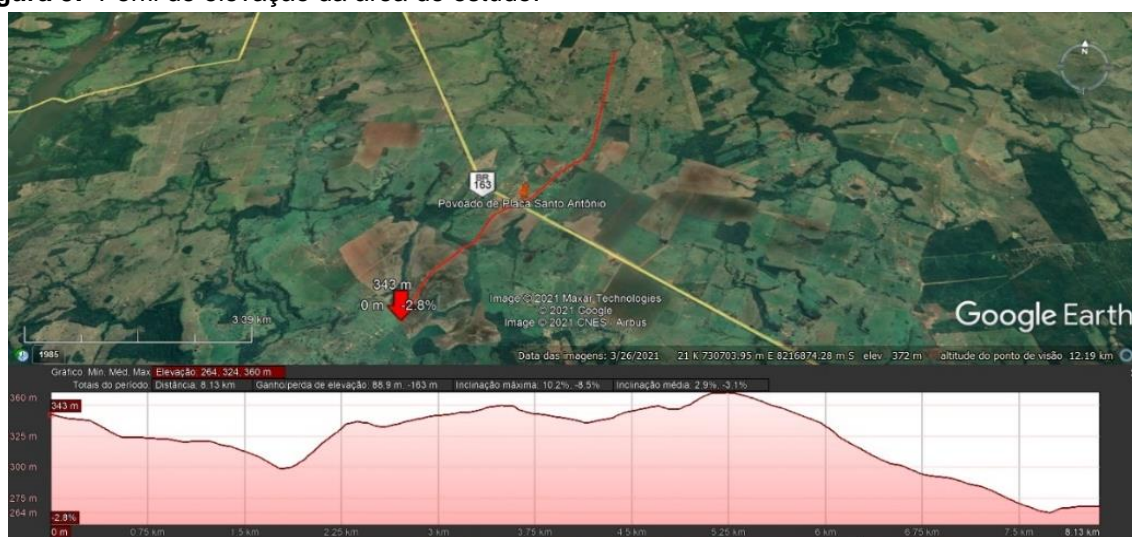 Figura 3. Perfil de elevação da área de estudo.
N
BR
163
Povoado de Placa Santo Antônio
343 m
0 m -2.8%
3.39 km
Image © 2021 Maxar Technologies
© 2021 Google
Image © 2021 CNES - Airbus
Google Earth
1985
Data das imagens: 3/26/2021 21 K 730703.95 m E 8216874.28 m S elev 372 m altitude do ponto de visão 12.19 km
Gráfico: Mín, Méd, Max Elevação: 264, 324, 360 m
Totais do período: Distância: 8.13 km Ganho/perda de elevação: 88.9 m, -163 m Inclinação máxima: 10.2%, -8.5% Inclinação média: 2.9%, -3.1%
360 m
343 m
325 m
300 m
275 m
264 m
-2.8%
0 m 0.75 km 1.5 km 2.25 km 3 km 3.75 km 4.5 km 5.25 km 6 km 6.75 km 7.5 km 8.13 km